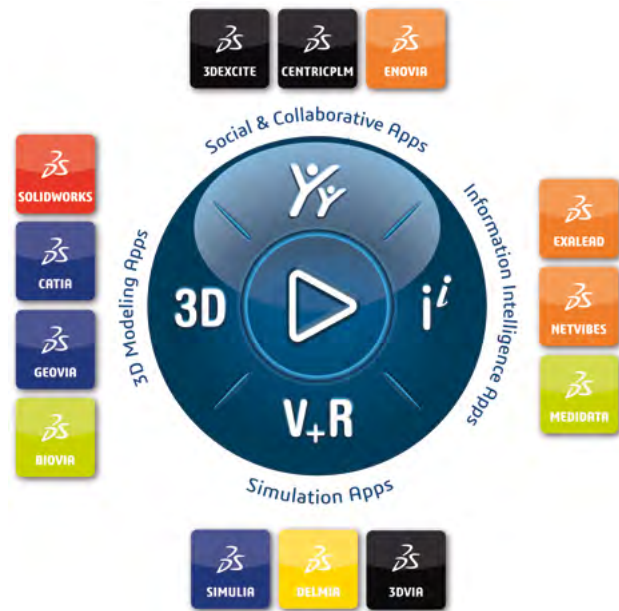 3DEXCITE
CENTRICPLM
ENOVIA
Social & Collaborative Apps
SOLIDWORKS
CATIA
GEOVIA
BIOVIA
3D Modeling Apps
3D
i i
V+R
Information Intelligence Apps
EXALEAD
NETVIBES
MEDIDATA
Simulation Apps
SIMULIA
DELMIA
3DVIA